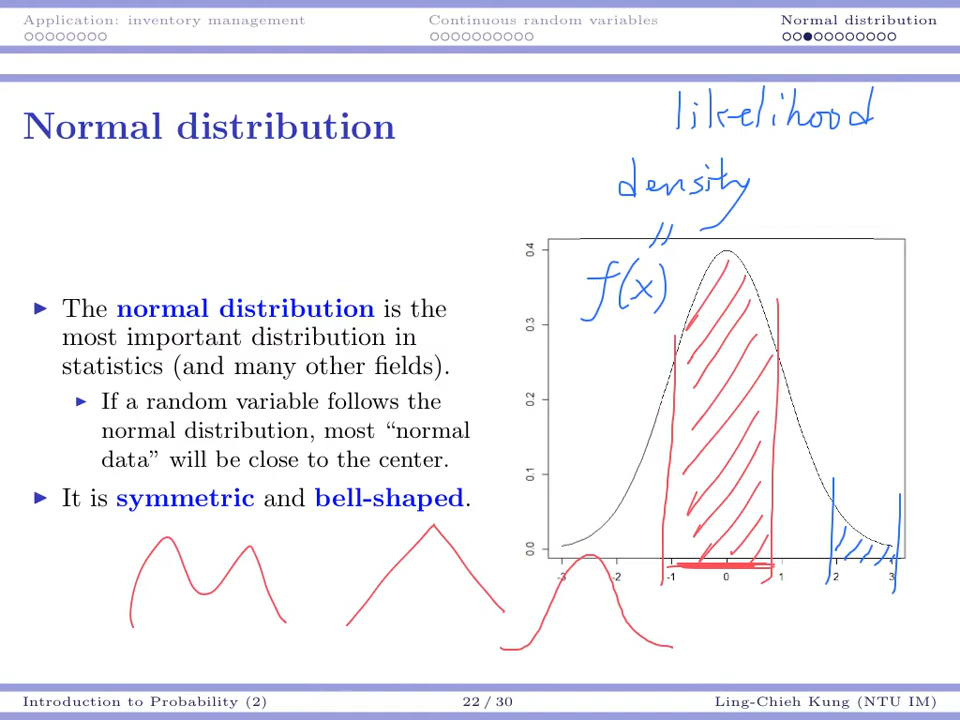 Application: inventory management Continuous random variables Normal distribution
Normal distribution
likelihood
density
"
f(x)
► The normal distribution is the
most important distribution in
statistics (and many other fields).
► If a random variable follows the
normal distribution, most “normal
data” will be close to the center.
► It is symmetric and bell-shaped.
0.4
0.3
0.2
0.1
0.0
-3 -2 -1 0 1 2 3
Introduction to Probability (2) 22 / 30 Ling-Chieh Kung (NTU IM)